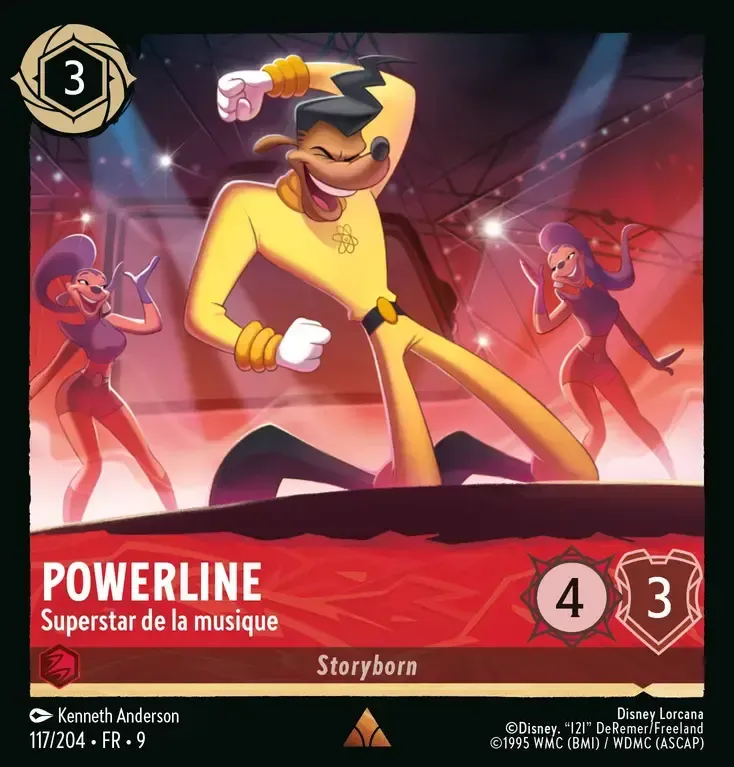 3
POWERLINE
Superstar de la musique
4
3
Storyborn
Kenneth Anderson
117/204 • FR • 9
Disney Lorcana
©Disney. “I2I” DeRemer/Freeland
©1995 WMC (BMI) / WDMC (ASCAP)